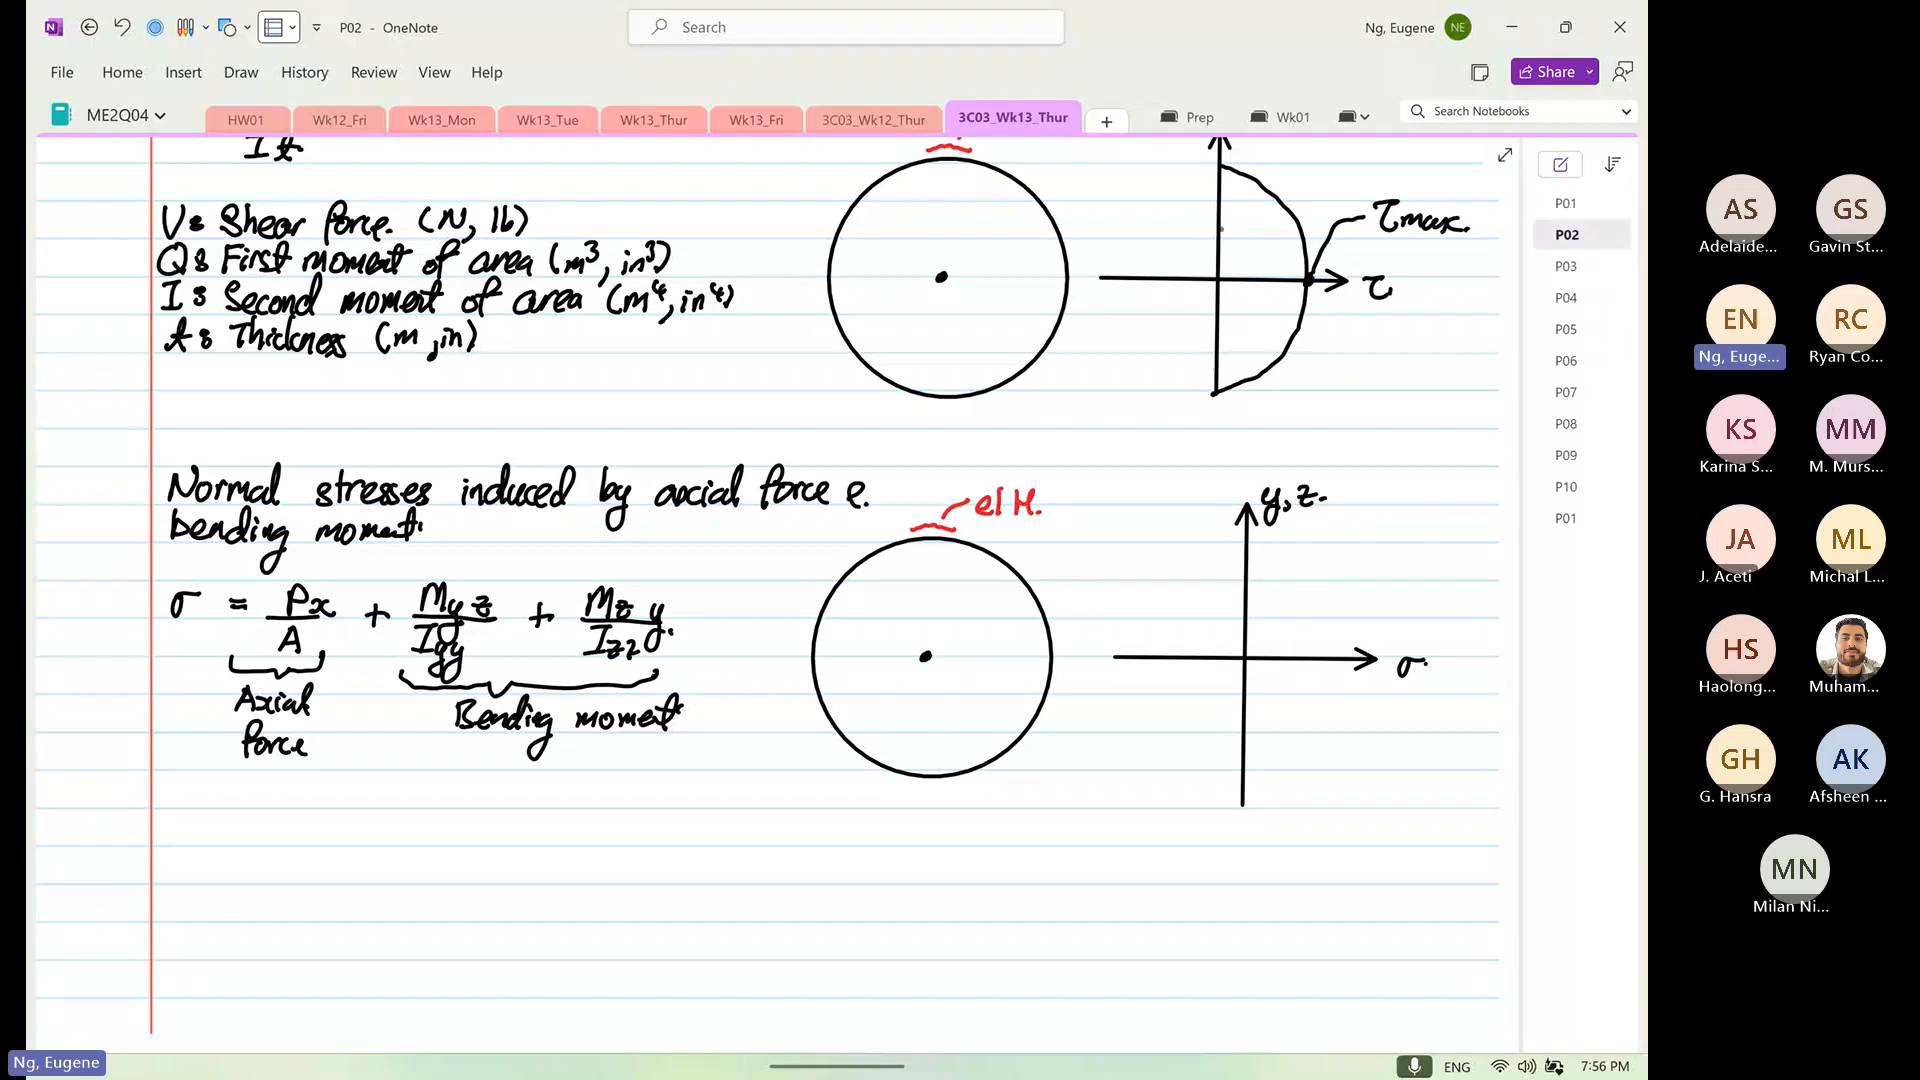 P02 - OneNote
Search
Ng, Eugene
NE
File
Home
Insert
Draw
History
Review
View
Help
Share
ME2Q04
HW01
Wk12_Fri
Wk13_Mon
Wk13_Tue
Wk13_Thur
Wk13_Fri
3C03_Wk12_Thur
3C03_Wk13_Thur
+
Prep
Wk01
Search Notebooks
It
V: Shear force. (N, lb)
Q: First moment of area (m³, in³)
I: Second moment of area (m⁴, in⁴)
t: Thickness (m, in)
τmax.
τ
Normal stresses induced by axial force &
bending moment.
σ = Px/A + My z/Iyy + Mz y/Izz.
Axial
force
Bending moment
el H.
y, z.
σ.
P01
P02
P03
P04
P05
P06
P07
P08
P09
P10
P01
AS
Adelaide...
GS
Gavin St...
EN
Ng, Euge...
RC
Ryan Co...
KS
Karina S...
MM
M. Murs...
JA
J. Aceti
ML
Michal L...
HS
Haolong...
Muham...
GH
G. Hansra
AK
Afsheen ...
MN
Milan Ni...
Ng, Eugene
ENG
7:56 PM